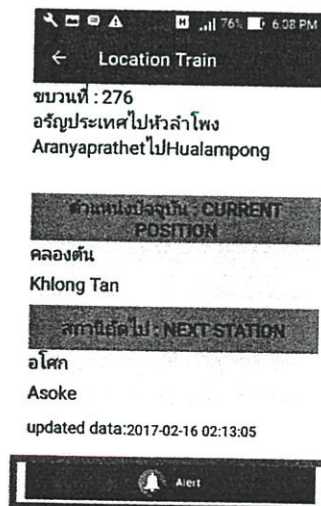 H 76% 6:08 PM
← Location Train
ขบวนที่ : 276
อรัญประเทศไปหัวลำโพง
AranyaprathetไปHualampong
ตำแหน่งปัจจุบัน : CURRENT
POSITION
คลองตัน
Khlong Tan
สถานีถัดไป : NEXT STATION
อโศก
Asoke
updated data:2017-02-16 02:13:05
Alert